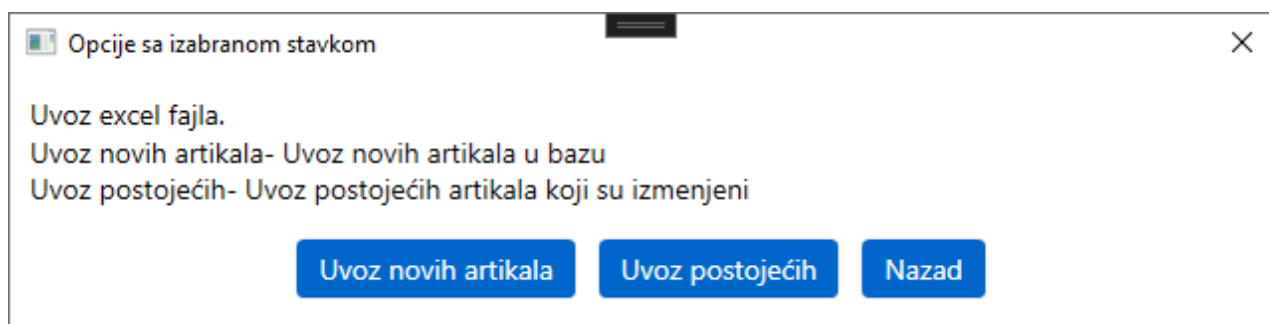 Opcije sa izabranom stavkom
Uvoz excel fajla.
Uvoz novih artikala- Uvoz novih artikala u bazu
Uvoz postojećih- Uvoz postojećih artikala koji su izmenjeni
Uvoz novih artikala Uvoz postojećih Nazad